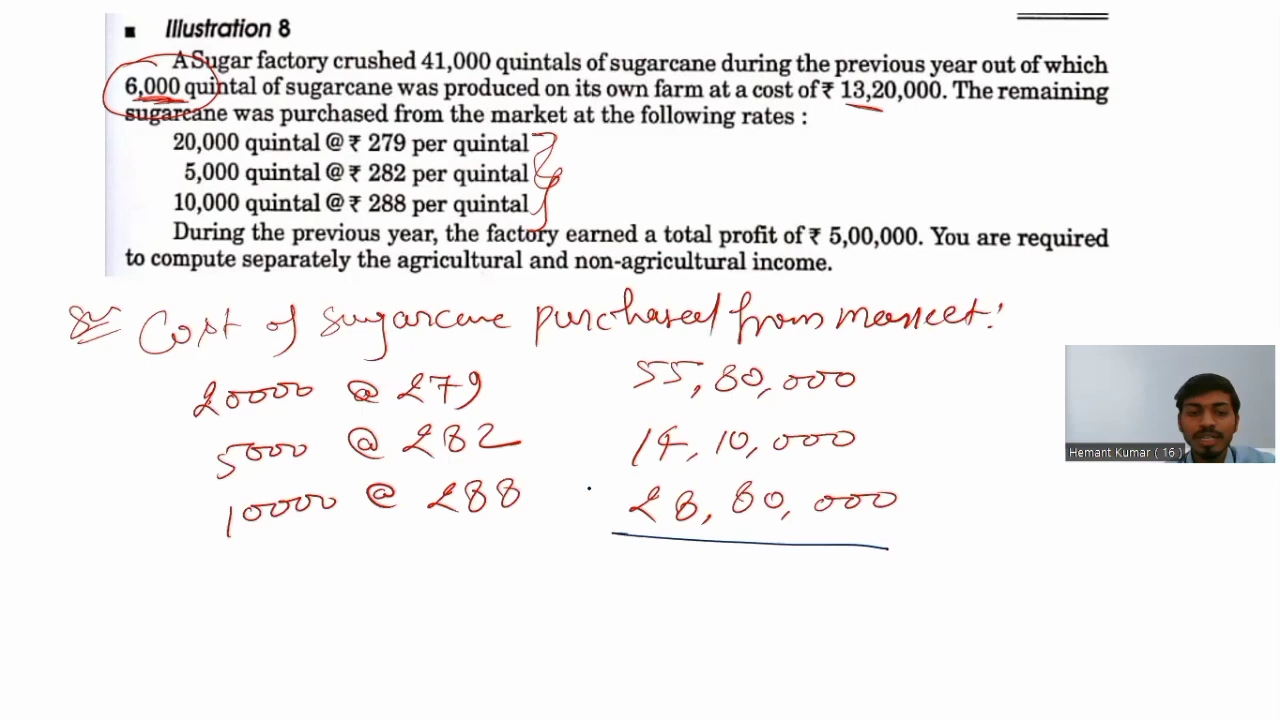 ■ Illustration 8
A Sugar factory crushed 41,000 quintals of sugarcane during the previous year out of which
6,000 quintal of sugarcane was produced on its own farm at a cost of ₹ 13,20,000. The remaining
sugarcane was purchased from the market at the following rates :
20,000 quintal @ ₹ 279 per quintal
5,000 quintal @ ₹ 282 per quintal
10,000 quintal @ ₹ 288 per quintal
During the previous year, the factory earned a total profit of ₹ 5,00,000. You are required
to compute separately the agricultural and non-agricultural income.
Cost of sugarcane purchased from market:
20000 @ 279 55,80,000
5000 @ 282 14,10,000
10000 @ 288 28,80,000
Hemant Kumar ( 16 )